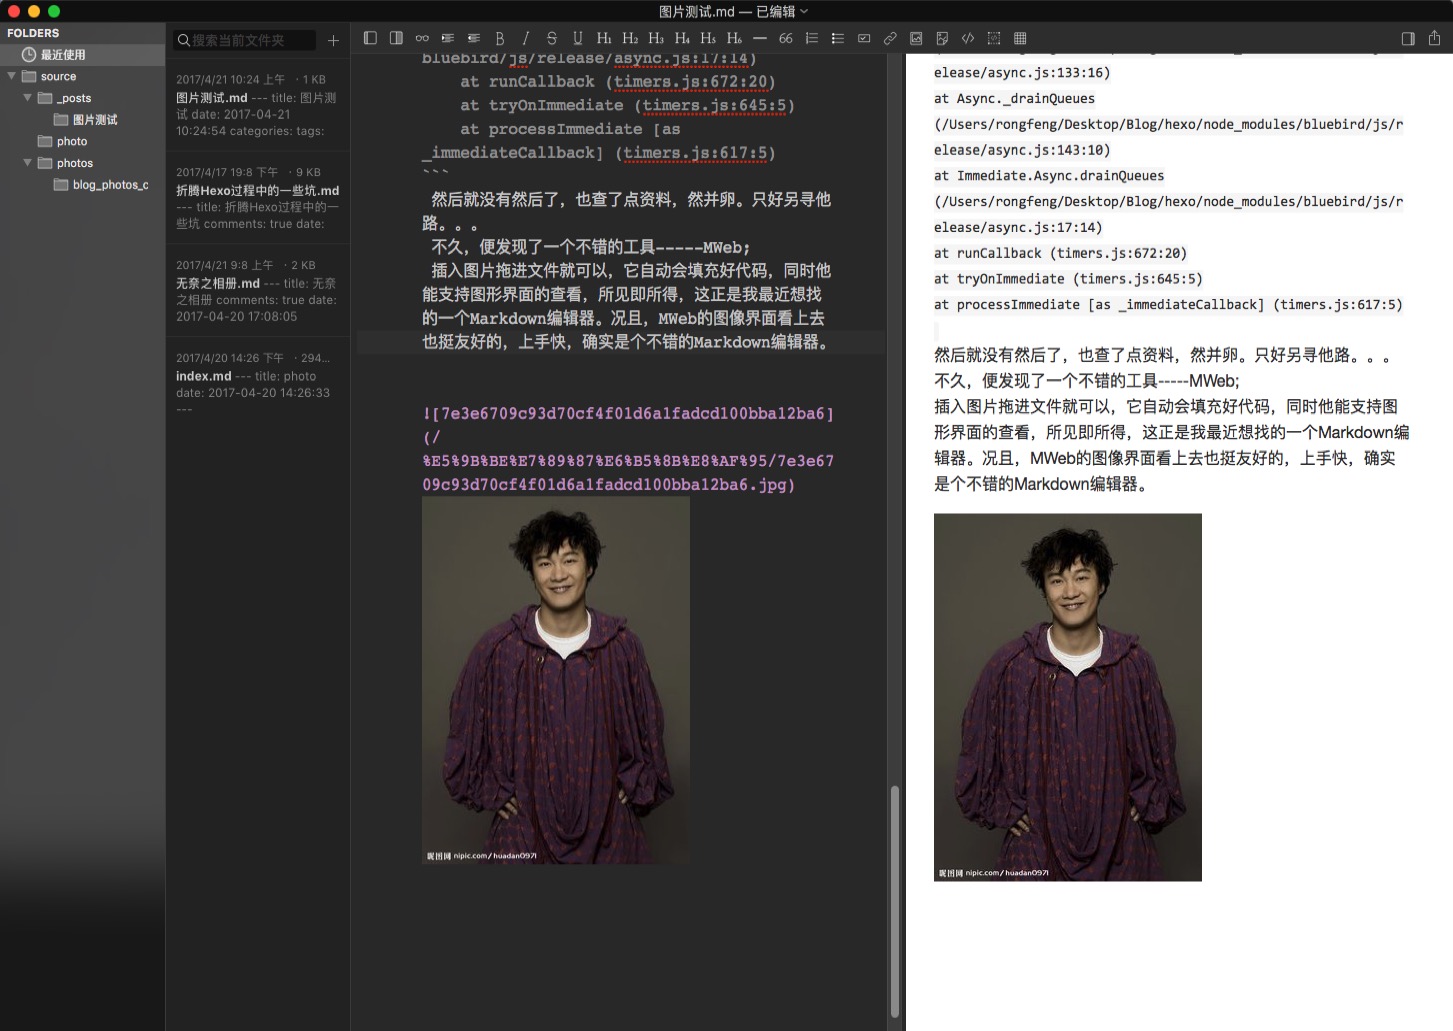 图片测试.md — 已编辑
FOLDERS
最近使用
source
_posts
图片测试
photo
photos
blog_photos_c
搜索当前文件夹
2017/4/21 10:24 上午 · 1 KB
图片测试.md --- title: 图片测
试 date: 2017-04-21
10:24:54 categories: tags:
2017/4/17 19:8 下午 · 9 KB
折腾Hexo过程中的一些坑.md
--- title: 折腾Hexo过程中的一
些坑 comments: true date:
2017/4/21 9:8 上午 · 2 KB
无奈之相册.md --- title: 无奈
之相册 comments: true date:
2017-04-20 17:08:05
2017/4/20 14:26 下午 · 294...
index.md --- title: photo
date: 2017-04-20 14:26:33
---
B I S U H1 H2 H3 H4 H5 H6 — 66
bluebird/js/release/async.js:17:14)
at runCallback (timers.js:672:20)
at tryOnImmediate (timers.js:645:5)
at processImmediate [as
_immediateCallback] (timers.js:617:5)
```
然后就没有然后了，也查了点资料，然并卵。只好另寻他
路。。。
不久，便发现了一个不错的工具-----MWeb;
插入图片拖进文件就可以，它自动会填充好代码，同时他
能支持图形界面的查看，所见即所得，这正是我最近想找
的一个Markdown编辑器。况且，MWeb的图像界面看上去
也挺友好的，上手快，确实是个不错的Markdown编辑器。
![7e3e6709c93d70cf4f01d6a1fadcd100bba12ba6]
(/
%E5%9B%BE%E7%89%87%E6%B5%8B%E8%AF%95/7e3e67
09c93d70cf4f01d6a1fadcd100bba12ba6.jpg)
昵图网 nipic.com/huadan0971
elease/async.js:133:16)
at Async._drainQueues
(/Users/rongfeng/Desktop/Blog/hexo/node_modules/bluebird/js/r
elease/async.js:143:10)
at Immediate.Async.drainQueues
(/Users/rongfeng/Desktop/Blog/hexo/node_modules/bluebird/js/r
elease/async.js:17:14)
at runCallback (timers.js:672:20)
at tryOnImmediate (timers.js:645:5)
at processImmediate [as _immediateCallback] (timers.js:617:5)
然后就没有然后了，也查了点资料，然并卵。只好另寻他路。。。
不久，便发现了一个不错的工具-----MWeb;
插入图片拖进文件就可以，它自动会填充好代码，同时他能支持图
形界面的查看，所见即所得，这正是我最近想找的一个Markdown编
辑器。况且，MWeb的图像界面看上去也挺友好的，上手快，确实
是个不错的Markdown编辑器。
昵图网 nipic.com/huadan0971